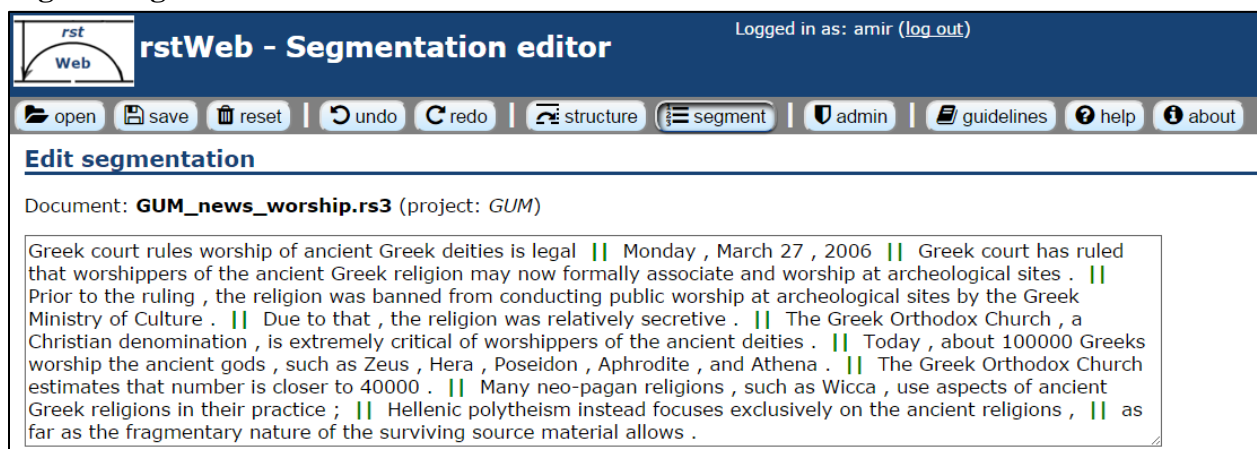 rst
Web
rstWeb - Segmentation editor
Logged in as: amir (log out)
open save reset | undo redo | structure segment | admin | guidelines help about
Edit segmentation
Document: GUM_news_worship.rs3 (project: GUM)
Greek court rules worship of ancient Greek deities is legal || Monday , March 27 , 2006 || Greek court has ruled
that worshippers of the ancient Greek religion may now formally associate and worship at archeological sites . ||
Prior to the ruling , the religion was banned from conducting public worship at archeological sites by the Greek
Ministry of Culture . || Due to that , the religion was relatively secretive . || The Greek Orthodox Church , a
Christian denomination , is extremely critical of worshippers of the ancient deities . || Today , about 100000 Greeks
worship the ancient gods , such as Zeus , Hera , Poseidon , Aphrodite , and Athena . || The Greek Orthodox Church
estimates that number is closer to 40000 . || Many neo-pagan religions , such as Wicca , use aspects of ancient
Greek religions in their practice ; || Hellenic polytheism instead focuses exclusively on the ancient religions , || as
far as the fragmentary nature of the surviving source material allows .